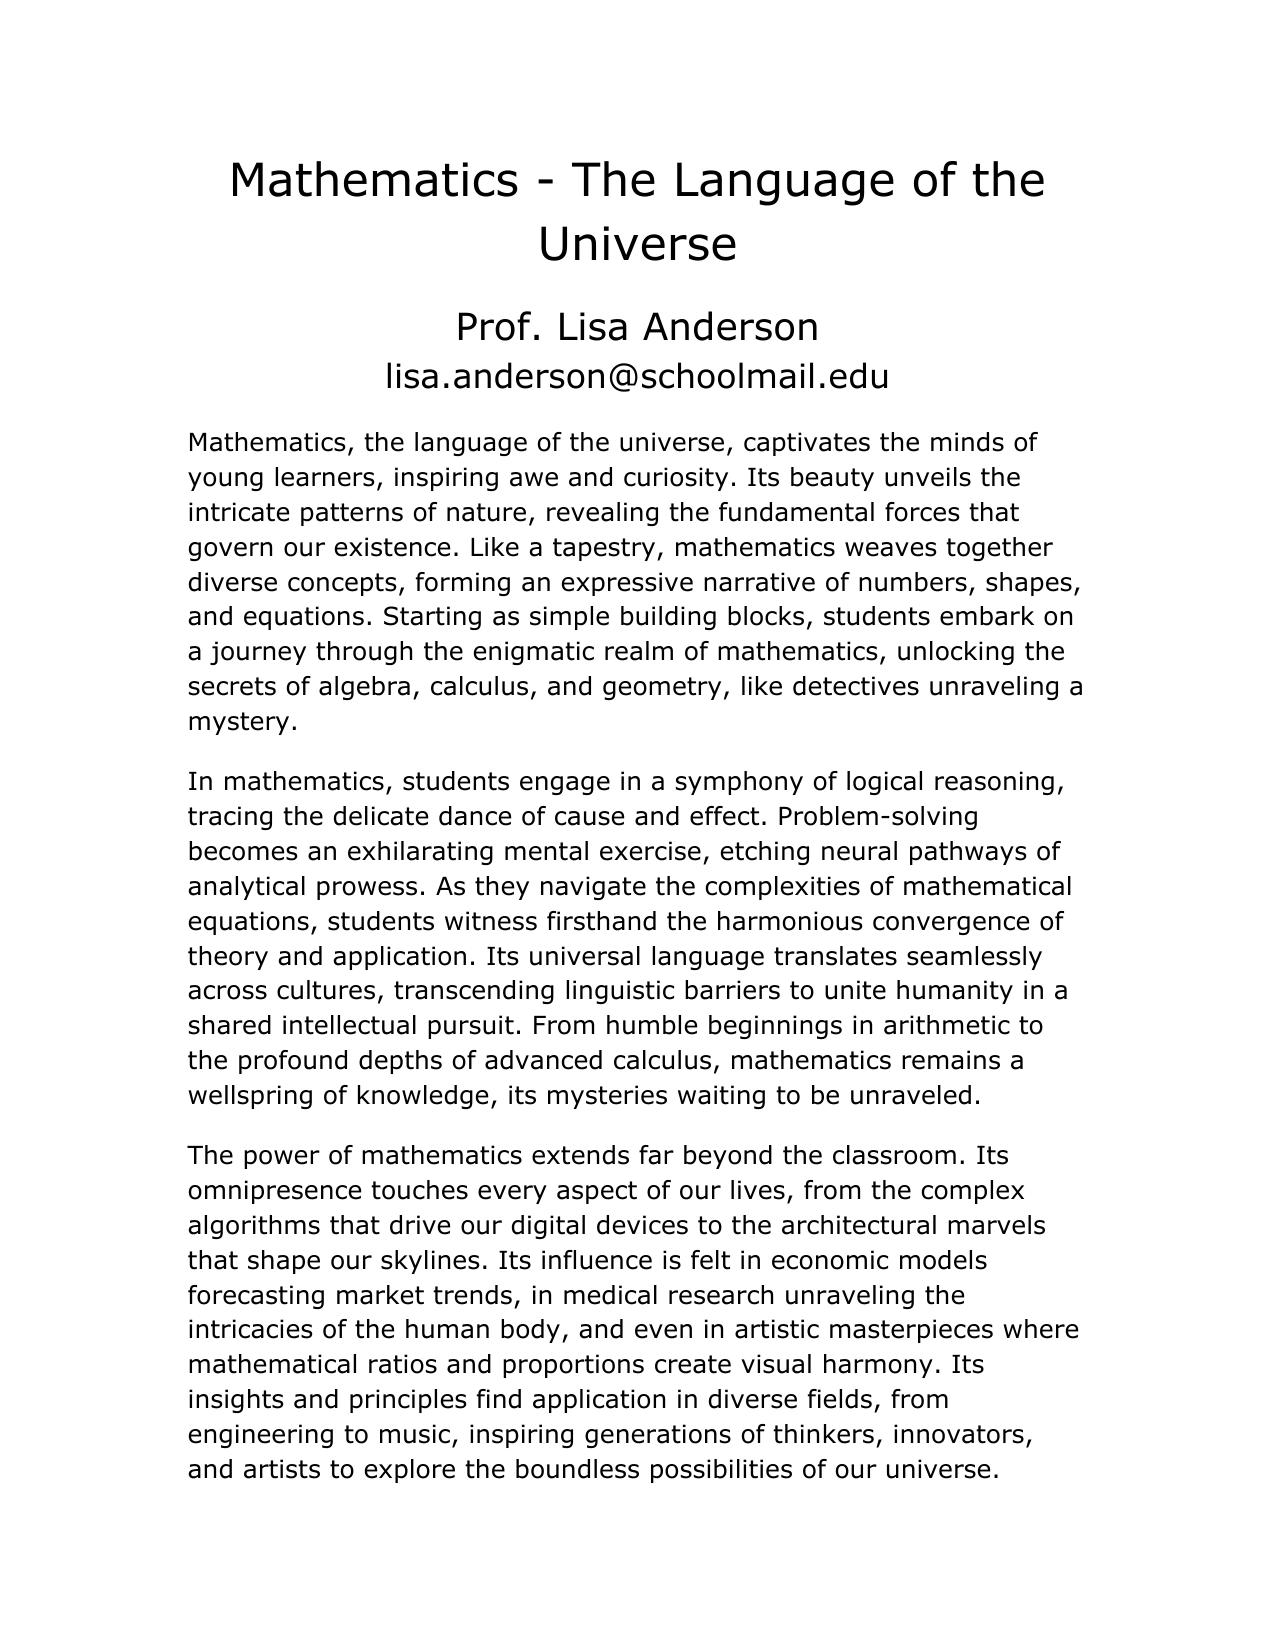 Mathematics - The Language of the
Universe
Prof. Lisa Anderson
lisa.anderson@schoolmail.edu
Mathematics, the language of the universe, captivates the minds of
young learners, inspiring awe and curiosity. Its beauty unveils the
intricate patterns of nature, revealing the fundamental forces that
govern our existence. Like a tapestry, mathematics weaves together
diverse concepts, forming an expressive narrative of numbers, shapes,
and equations. Starting as simple building blocks, students embark on
a journey through the enigmatic realm of mathematics, unlocking the
secrets of algebra, calculus, and geometry, like detectives unraveling a
mystery.
In mathematics, students engage in a symphony of logical reasoning,
tracing the delicate dance of cause and effect. Problem-solving
becomes an exhilarating mental exercise, etching neural pathways of
analytical prowess. As they navigate the complexities of mathematical
equations, students witness firsthand the harmonious convergence of
theory and application. Its universal language translates seamlessly
across cultures, transcending linguistic barriers to unite humanity in a
shared intellectual pursuit. From humble beginnings in arithmetic to
the profound depths of advanced calculus, mathematics remains a
wellspring of knowledge, its mysteries waiting to be unraveled.
The power of mathematics extends far beyond the classroom. Its
omnipresence touches every aspect of our lives, from the complex
algorithms that drive our digital devices to the architectural marvels
that shape our skylines. Its influence is felt in economic models
forecasting market trends, in medical research unraveling the
intricacies of the human body, and even in artistic masterpieces where
mathematical ratios and proportions create visual harmony. Its
insights and principles find application in diverse fields, from
engineering to music, inspiring generations of thinkers, innovators,
and artists to explore the boundless possibilities of our universe.